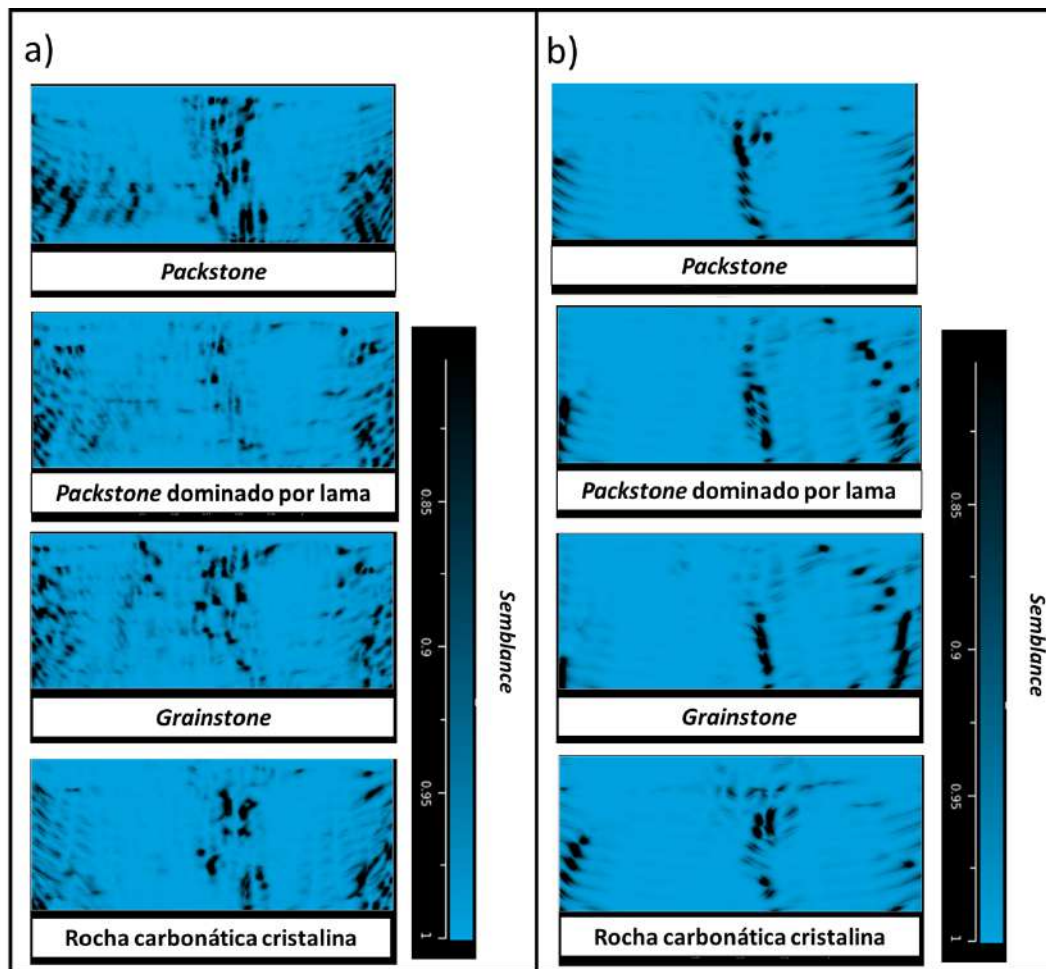 a)
Packstone
Packstone dominado por lama
Grainstone
Rocha carbonática cristalina
0.85
0.9
0.95
1
Semblance
b)
Packstone
Packstone dominado por lama
Grainstone
Rocha carbonática cristalina
0.85
0.9
0.95
1
Semblance